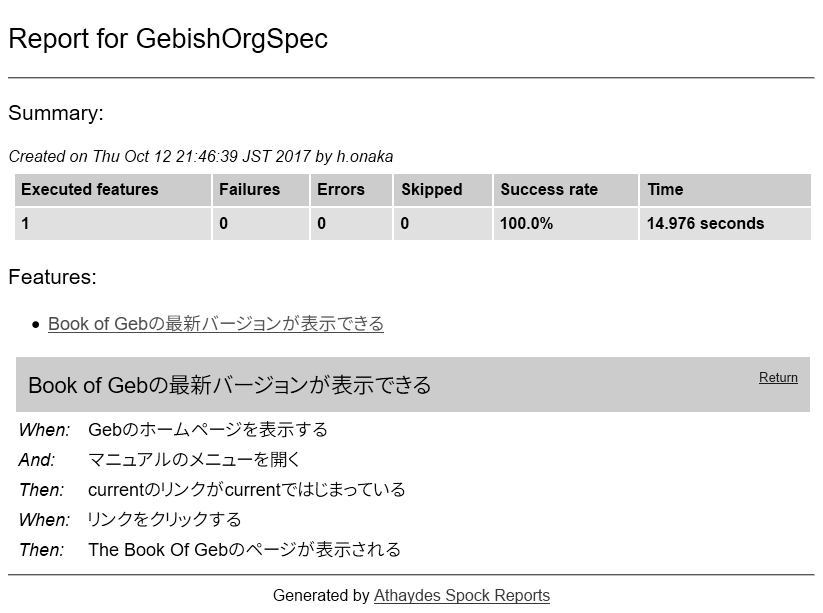 Report for GebishOrgSpec
Summary:
Created on Thu Oct 12 21:46:39 JST 2017 by h.onaka
Executed features Failures Errors Skipped Success rate Time
1 0 0 0 100.0% 14.976 seconds
Features:
Book of Gebの最新バージョンが表示できる
Book of Gebの最新バージョンが表示できる Return
When: Gebのホームページを表示する
And: マニュアルのメニューを開く
Then: currentのリンクがcurrentではじまっている
When: リンクをクリックする
Then: The Book Of Gebのページが表示される
Generated by Athaydes Spock Reports